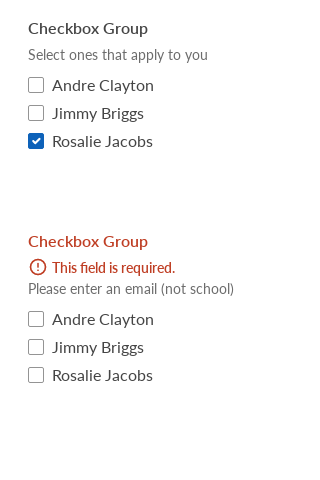 Checkbox Group
Select ones that apply to you
Andre Clayton
Jimmy Briggs
Rosalie Jacobs
Checkbox Group
This field is required.
Please enter an email (not school)
Andre Clayton
Jimmy Briggs
Rosalie Jacobs